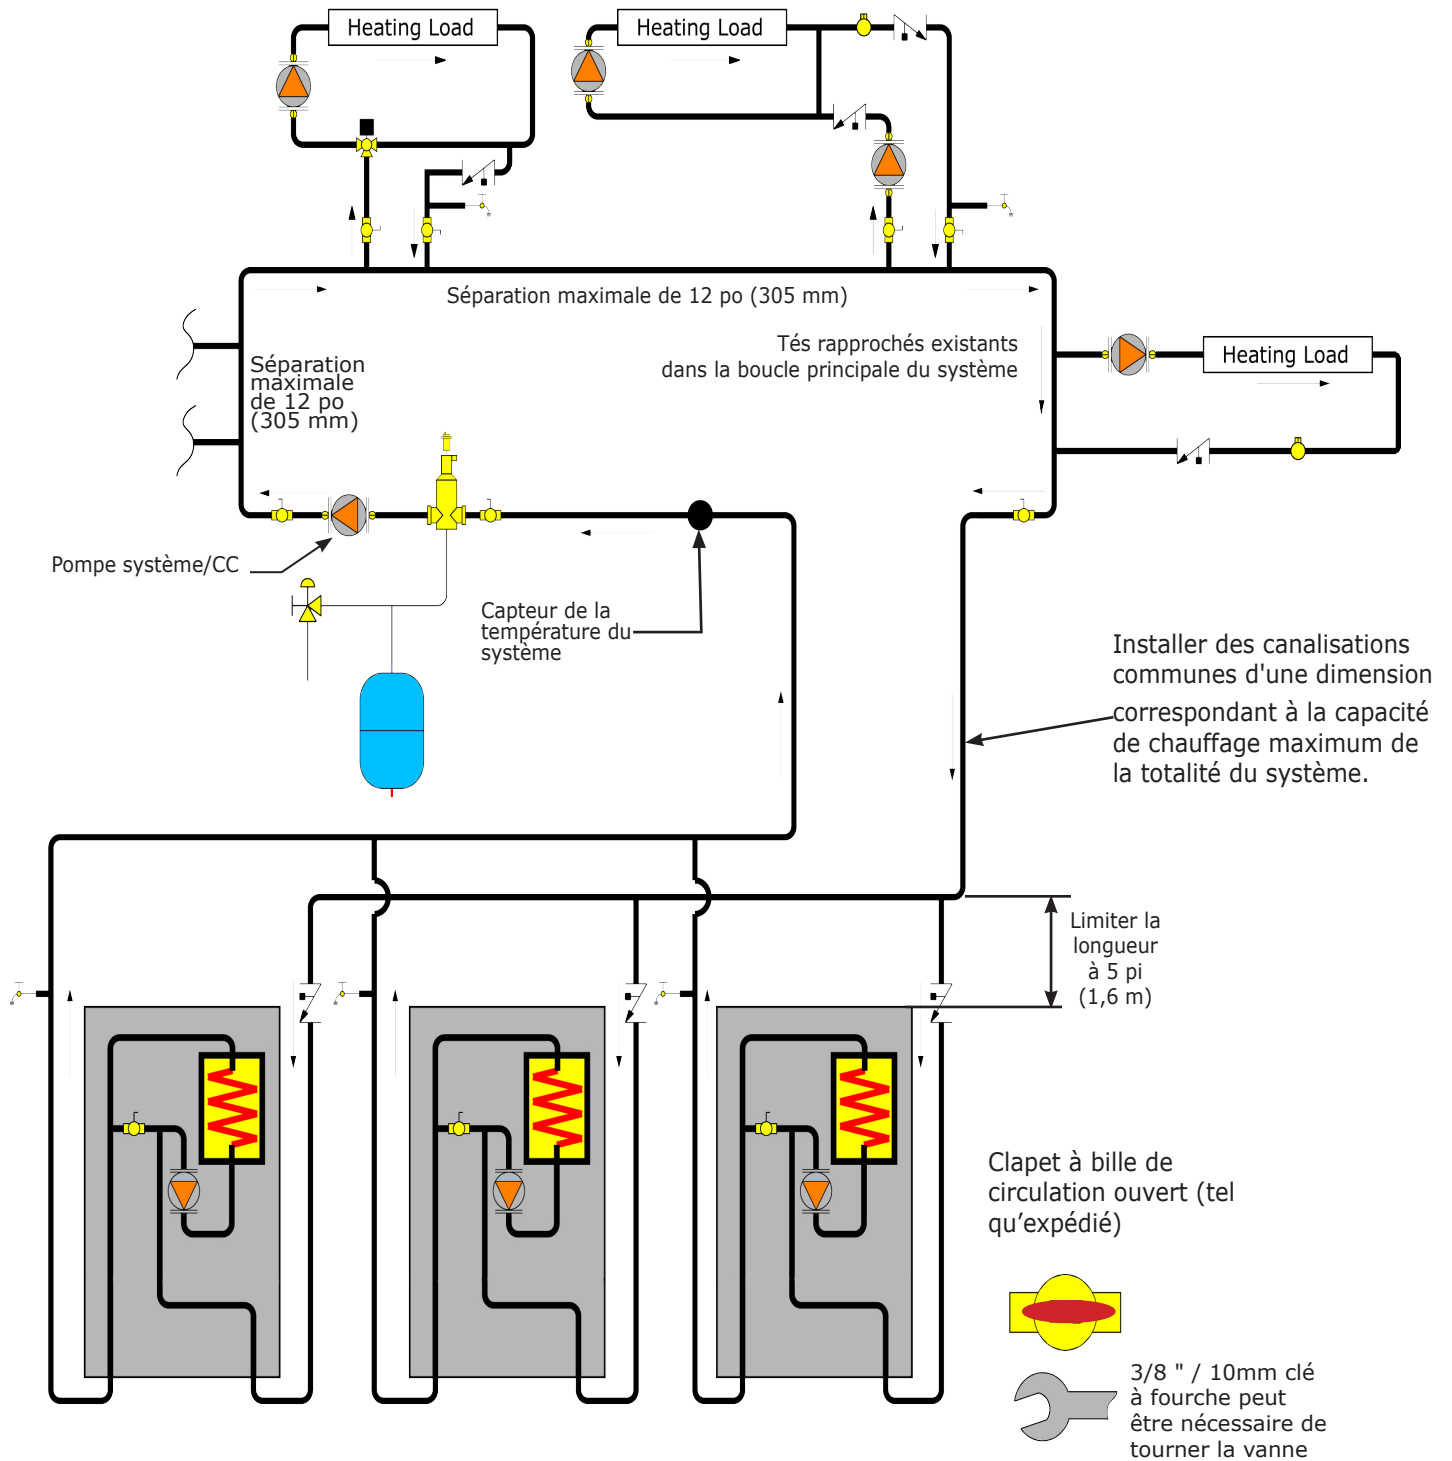 Heating Load
Heating Load
Séparation maximale de 12 po (305 mm)
Tés rapprochés existants
dans la boucle principale du système
Heating Load
Séparation
maximale
de 12 po
(305 mm)
Pompe système/CC
Capteur de la
température du
système
Installer des canalisations
communes d'une dimension
correspondant à la capacité
de chauffage maximum de
la totalité du système.
Limiter la
longueur
à 5 pi
(1,6 m)
Clapet à bille de
circulation ouvert (tel
qu’expédié)
3/8 " / 10mm clé
à fourche peut
être nécessaire de
tourner la vanne